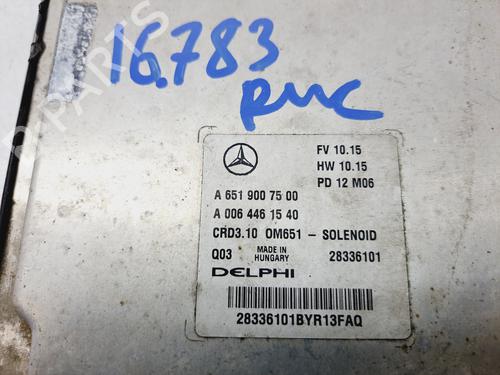 16.783
RMC
FV 10.15
HW 10.15
PD 12 M06
A 651 900 75 00
A 006 446 15 40
CRD3.10 OM651 - SOLENOID
Q03 MADE IN HUNGARY 28336101
DELPHI
28336101BYR13FAQ